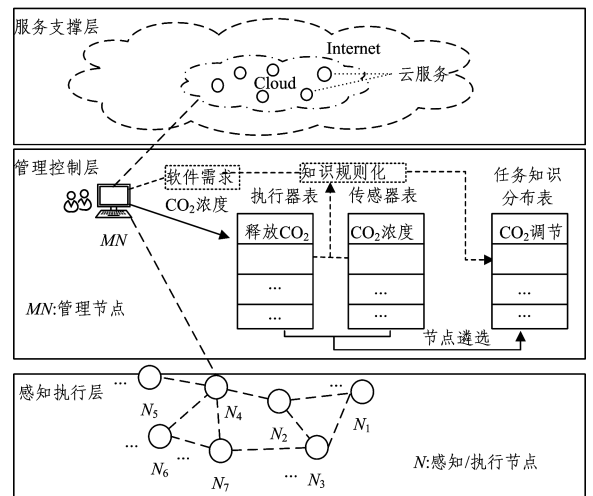 服务支撑层
Internet
Cloud
云服务
管理控制层
软件需求
知识规则化
任务知识
分布表
CO₂浓度
执行器表
传感器表
MN
释放CO₂
CO₂浓度
CO₂调节
...
...
...
...
...
...
MN:管理节点
节点遴选
感知执行层
...
N₅
N₄
...
N₂
N₁
...
N₆
...
N₇
...
N₃
N:感知/执行节点